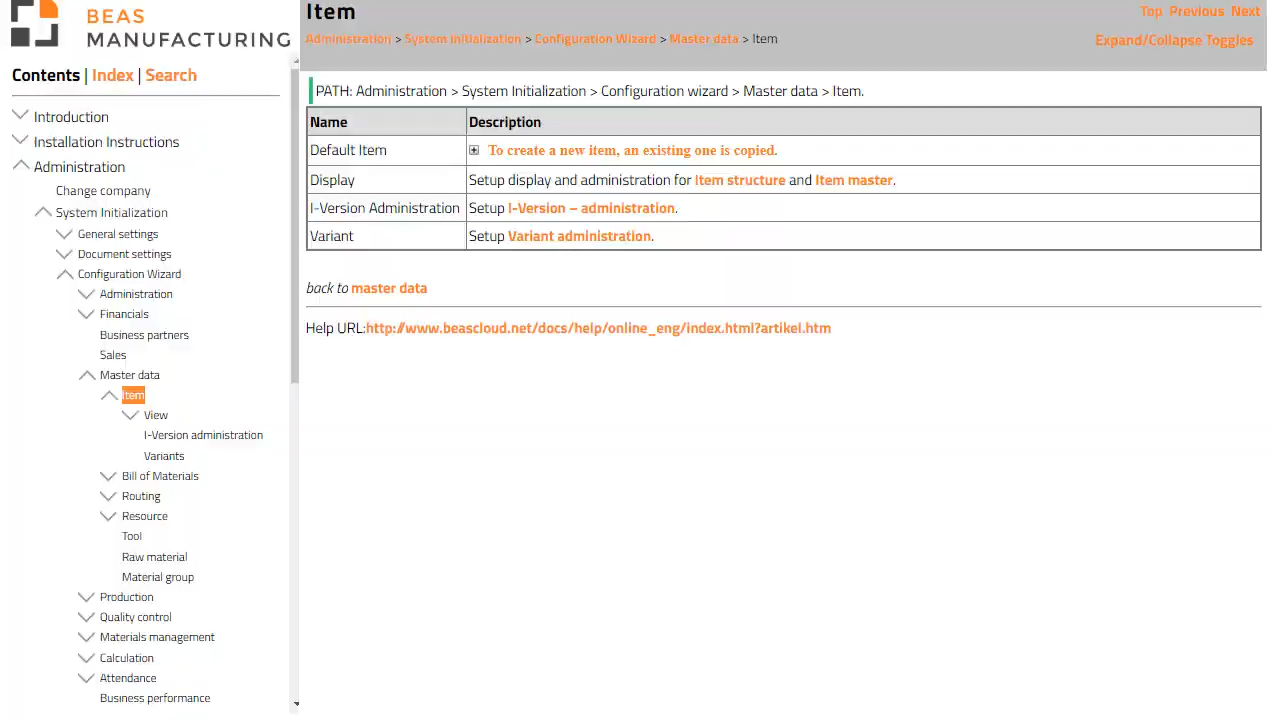 BEAS
MANUFACTURING
Contents | Index | Search
Introduction
Installation Instructions
Administration
Change company
System Initialization
General settings
Document settings
Configuration Wizard
Administration
Financials
Business partners
Sales
Master data
Item
View
I-Version administration
Variants
Bill of Materials
Routing
Resource
Tool
Raw material
Material group
Production
Quality control
Materials management
Calculation
Attendance
Business performance
Item
Top Previous Next
Administration > System Initialization > Configuration Wizard > Master data > Item
Expand/Collapse Toggles
PATH: Administration > System Initialization > Configuration wizard > Master data > Item.
Name Description
Default Item To create a new item, an existing one is copied.
Display Setup display and administration for Item structure and Item master.
I-Version Administration Setup I-Version – administration.
Variant Setup Variant administration.
back to master data
Help URL:http://www.beascloud.net/docs/help/online_eng/index.html?artikel.htm